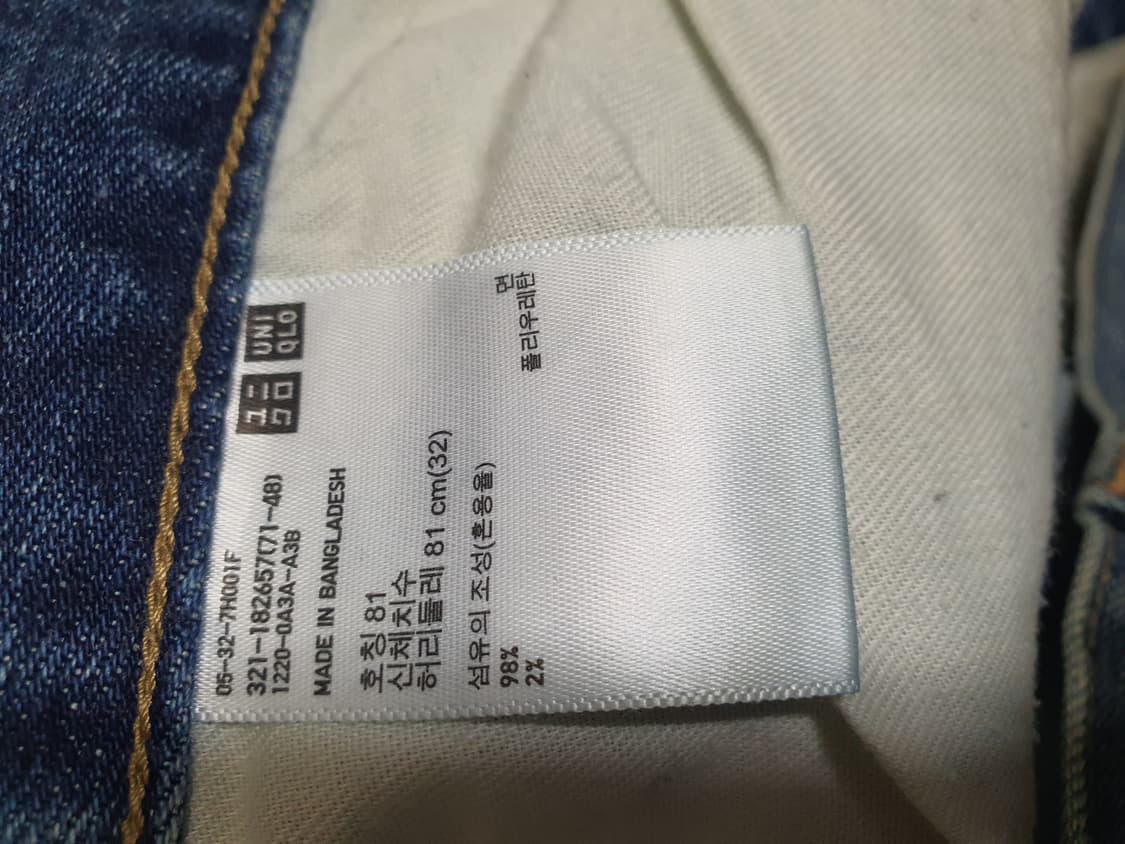 05-32-7H001F
321-182657(71-48)
1220-0A3A-A3B
ユニ
クロ
UNI
QLO
MADE IN BANGLADESH
호칭 81
신체치수
허리둘레 81 cm(32)
섬유의 조성(혼용율)
98% 면
2% 폴리우레탄